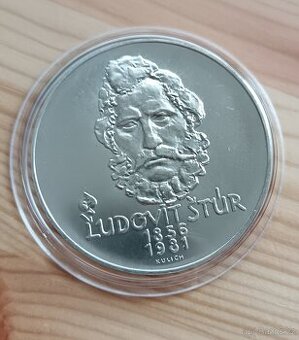 ĽUDOVÍT ŠTÚR
1856
1981
KULICH